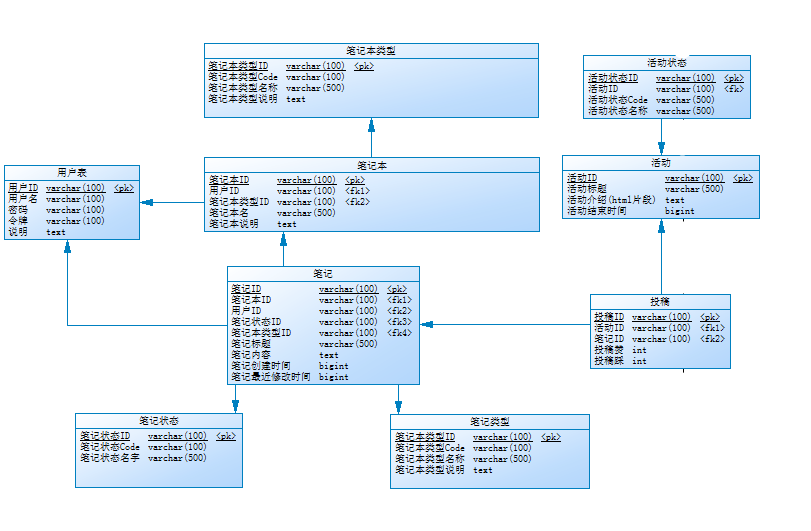 笔记本类型
笔记本类型ID varchar(100) <pk>
笔记本类型Code varchar(100)
笔记本类型名称 varchar(500)
笔记本类型说明 text
活动状态
活动状态ID varchar(100) <pk>
活动ID varchar(100) <fk>
活动状态Code varchar(500)
活动状态名称 varchar(500)
用户表
用户ID varchar(100) <pk>
用户名 varchar(100)
密码 varchar(100)
令牌 varchar(100)
说明 text
笔记本
笔记本ID varchar(100) <pk>
用户ID varchar(100) <fk1>
笔记本类型ID varchar(100) <fk2>
笔记本名 varchar(500)
笔记本说明 text
活动
活动ID varchar(100) <pk>
活动标题 varchar(500)
活动介绍(html片段) text
活动结束时间 bigint
笔记
笔记ID varchar(100) <pk>
笔记本ID varchar(100) <fk1>
用户ID varchar(100) <fk2>
笔记状态ID varchar(100) <fk3>
笔记本类型ID varchar(100) <fk4>
笔记标题 varchar(500)
笔记内容 text
笔记创建时间 bigint
笔记最近修改时间 bigint
投稿
投稿ID varchar(100) <pk>
活动ID varchar(100) <fk1>
笔记ID varchar(100) <fk2>
投稿赞 int
投稿踩 int
笔记状态
笔记状态ID varchar(100) <pk>
笔记状态Code varchar(100)
笔记状态名字 varchar(500)
笔记类型
笔记本类型ID varchar(100) <pk>
笔记本类型Code varchar(100)
笔记本类型名称 varchar(500)
笔记本类型说明 text